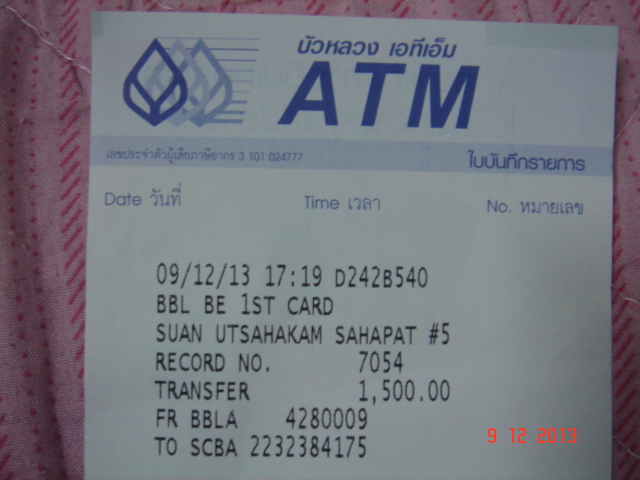 บัวหลวง เอทีเอ็ม
ATM
เลขประจำตัวผู้เสียภาษีอากร 3 101 024777 ใบบันทึกรายการ
Date วันที่ Time เวลา No. หมายเลข
09/12/13 17:19 D242B540
BBL BE 1ST CARD
SUAN UTSAHAKAM SAHAPAT #5
RECORD NO. 7054
TRANSFER 1,500.00
FR BBLA 4280009
TO SCBA 2232384175
9 12 2013